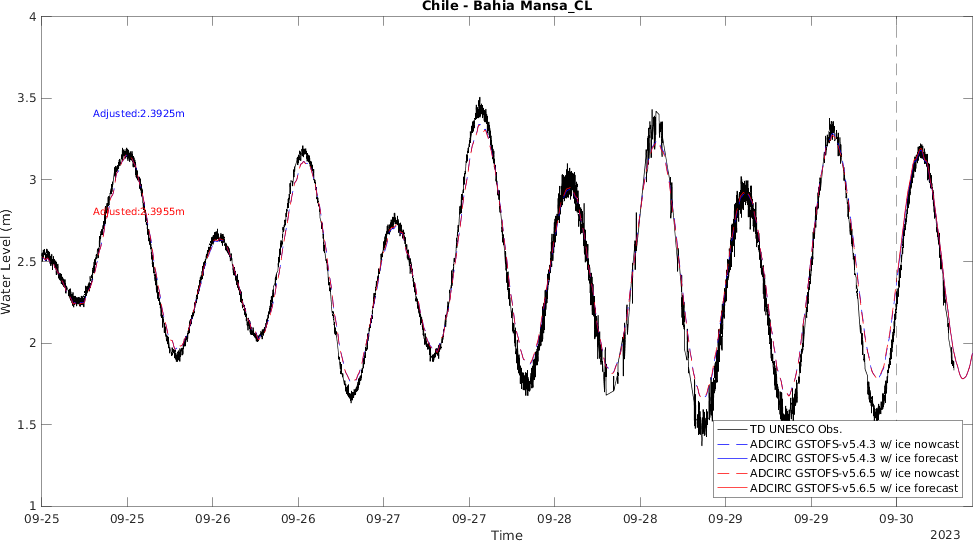 Chile - Bahia Mansa_CL
4
3.5
3
2.5
2
1.5
1
Water Level (m)
Adjusted:2.3925m
Adjusted:2.3955m
TD UNESCO Obs.
ADCIRC GSTOFS-v5.4.3 w/ ice nowcast
ADCIRC GSTOFS-v5.4.3 w/ ice forecast
ADCIRC GSTOFS-v5.6.5 w/ ice nowcast
ADCIRC GSTOFS-v5.6.5 w/ ice forecast
09-25 09-25 09-26 09-26 09-27 09-27 09-28 09-28 09-29 09-29 09-30
Time
2023